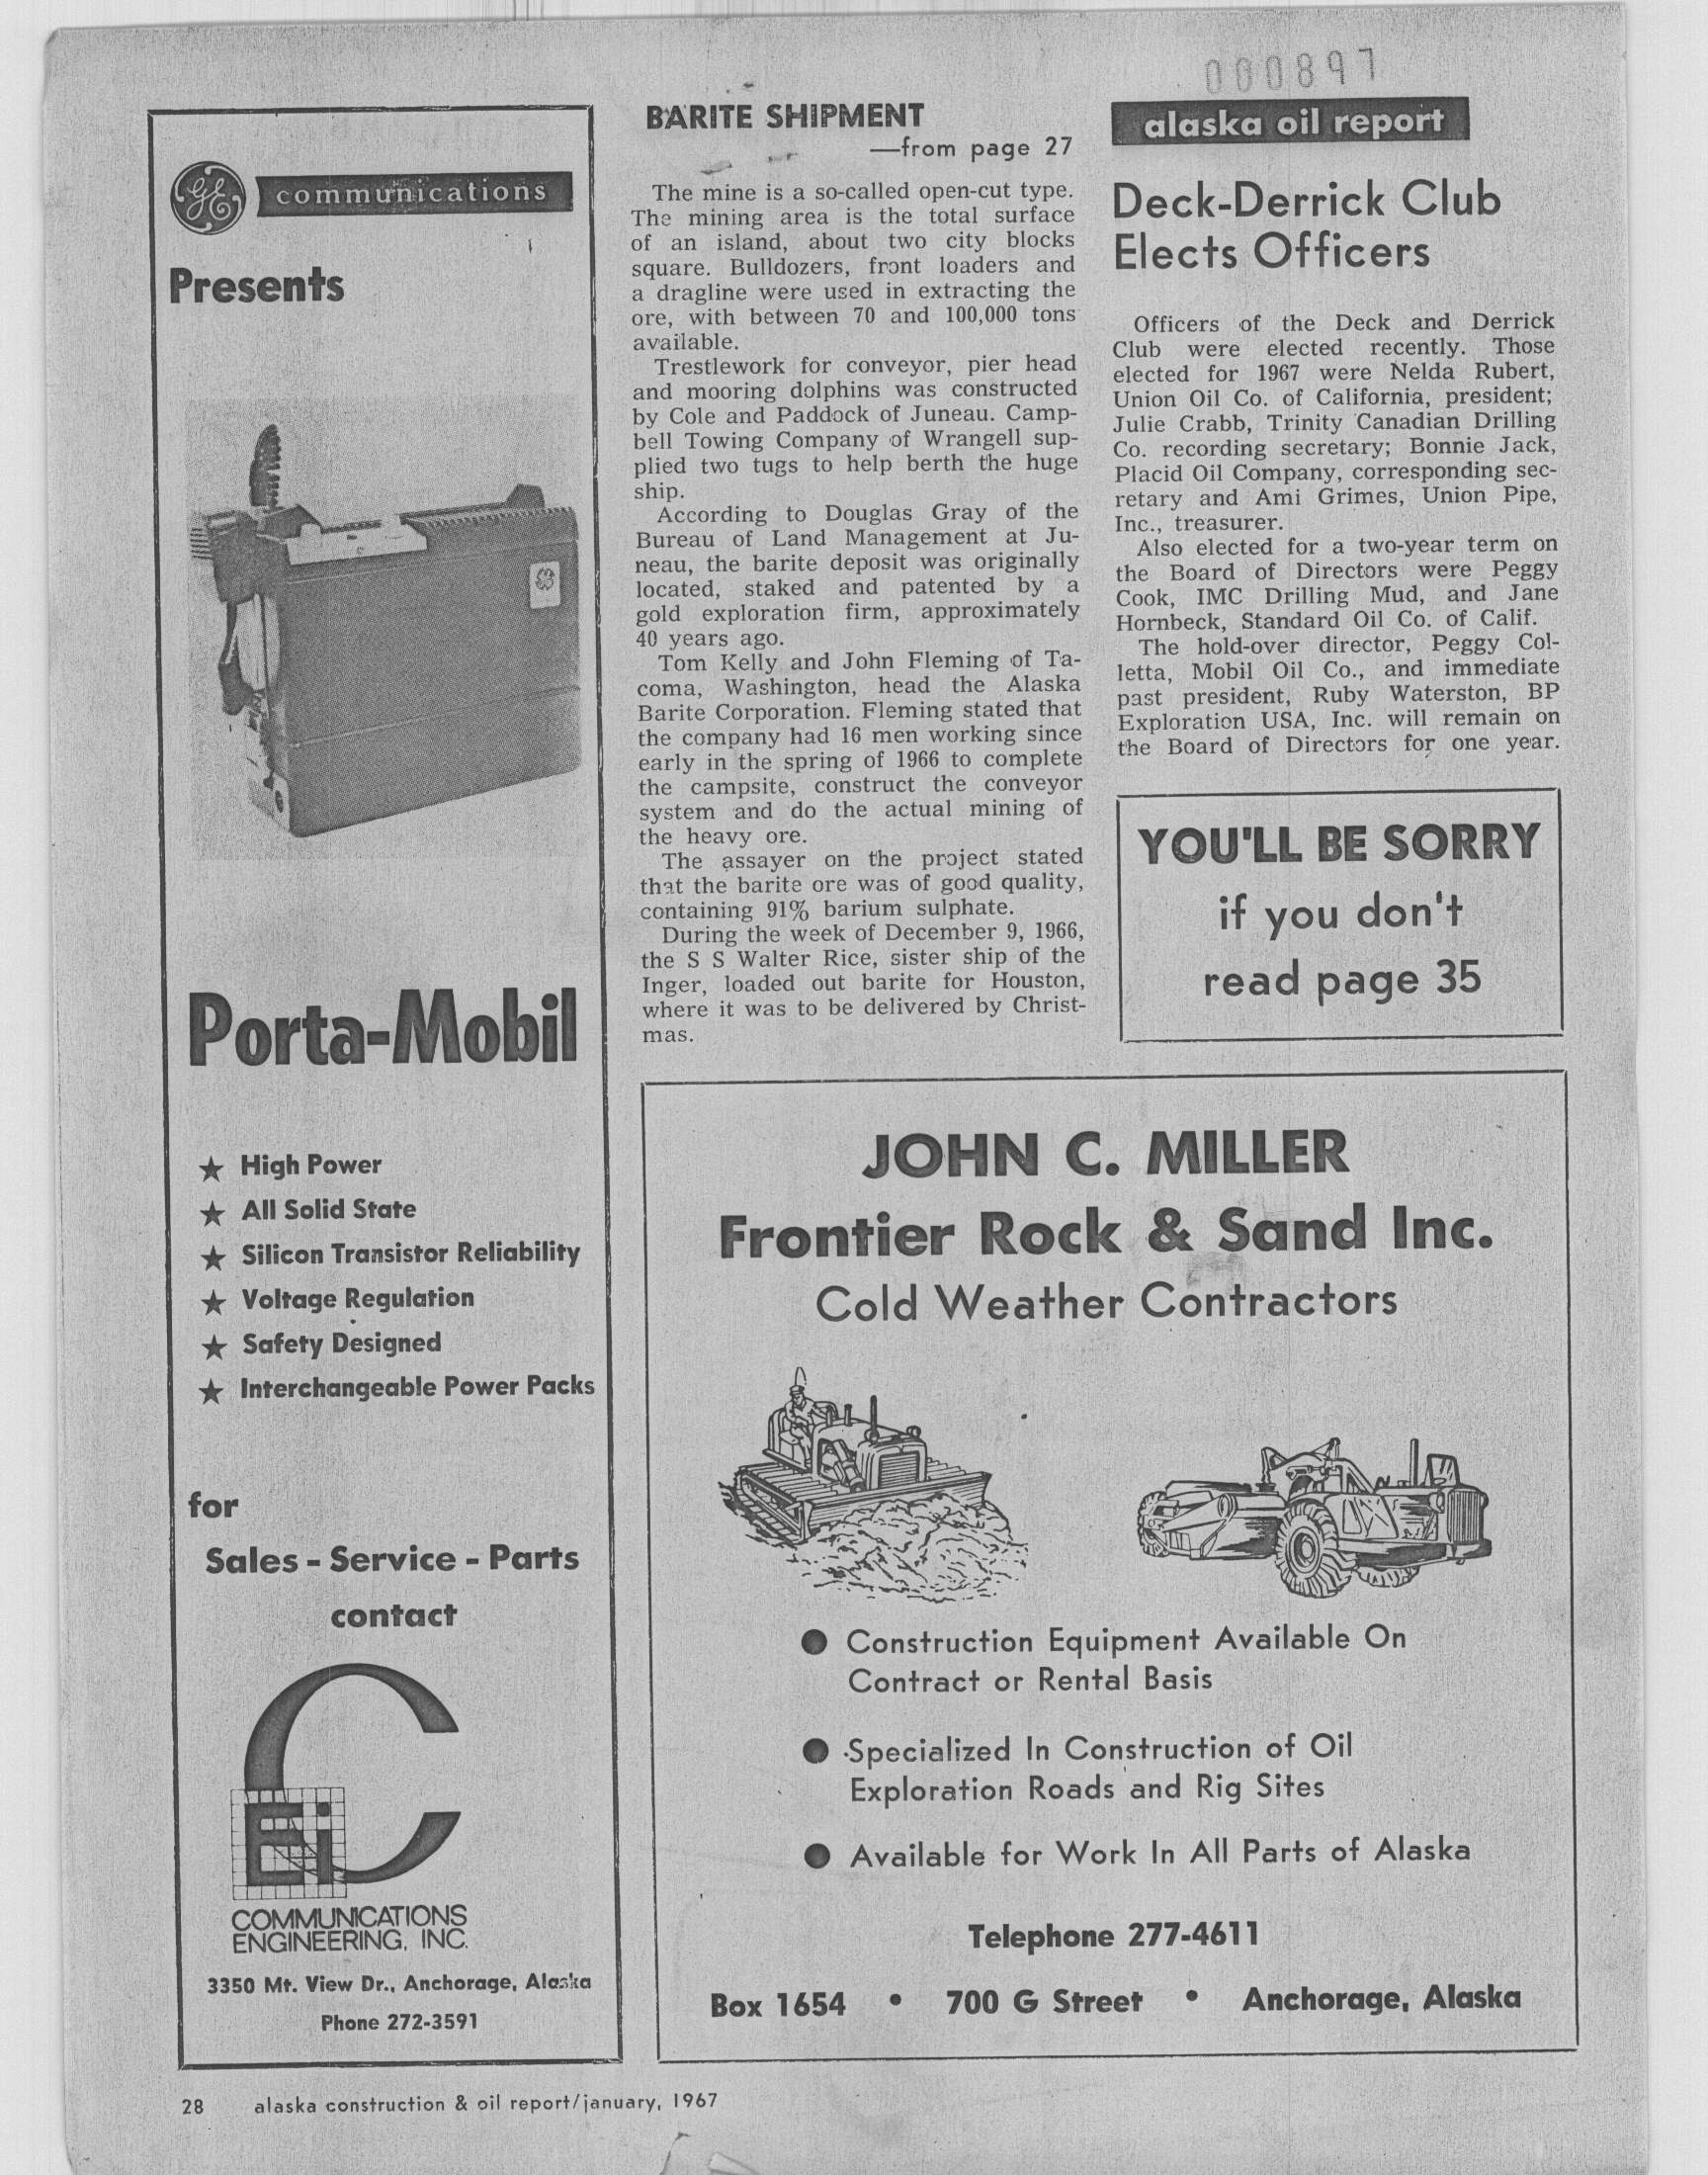 000897
GE
communications
Presents
Porta-Mobil
★ High Power
★ All Solid State
★ Silicon Transistor Reliability
★ Voltage Regulation
★ Safety Designed
★ Interchangeable Power Packs
for
Sales - Service - Parts
contact
C
Ei
COMMUNICATIONS
ENGINEERING, INC.
3350 Mt. View Dr., Anchorage, Alaska
Phone 272-3591
BARITE SHIPMENT
—from page 27
The mine is a so-called open-cut type.
The mining area is the total surface
of an island, about two city blocks
square. Bulldozers, front loaders and
a dragline were used in extracting the
ore, with between 70 and 100,000 tons
available.
Trestlework for conveyor, pier head
and mooring dolphins was constructed
by Cole and Paddock of Juneau. Camp-
bell Towing Company of Wrangell sup-
plied two tugs to help berth the huge
ship.
According to Douglas Gray of the
Bureau of Land Management at Ju-
neau, the barite deposit was originally
located, staked and patented by a
gold exploration firm, approximately
40 years ago.
Tom Kelly and John Fleming of Ta-
coma, Washington, head the Alaska
Barite Corporation. Fleming stated that
the company had 16 men working since
early in the spring of 1966 to complete
the campsite, construct the conveyor
system and do the actual mining of
the heavy ore.
The assayer on the project stated
that the barite ore was of good quality,
containing 91% barium sulphate.
During the week of December 9, 1966,
the S S Walter Rice, sister ship of the
Inger, loaded out barite for Houston,
where it was to be delivered by Christ-
mas.
alaska oil report
Deck-Derrick Club
Elects Officers
Officers of the Deck and Derrick
Club were elected recently. Those
elected for 1967 were Nelda Rubert,
Union Oil Co. of California, president;
Julie Crabb, Trinity Canadian Drilling
Co. recording secretary; Bonnie Jack,
Placid Oil Company, corresponding sec-
retary and Ami Grimes, Union Pipe,
Inc., treasurer.
Also elected for a two-year term on
the Board of Directors were Peggy
Cook, IMC Drilling Mud, and Jane
Hornbeck, Standard Oil Co. of Calif.
The hold-over director, Peggy Col-
letta, Mobil Oil Co., and immediate
past president, Ruby Waterston, BP
Exploration USA, Inc. will remain on
the Board of Directors for one year.
YOU'LL BE SORRY
if you don't
read page 35
JOHN C. MILLER
Frontier Rock & Sand Inc.
Cold Weather Contractors
● Construction Equipment Available On
Contract or Rental Basis
● Specialized In Construction of Oil
Exploration Roads and Rig Sites
● Available for Work In All Parts of Alaska
Telephone 277-4611
Box 1654 • 700 G Street • Anchorage, Alaska
28 alaska construction & oil report/january, 1967